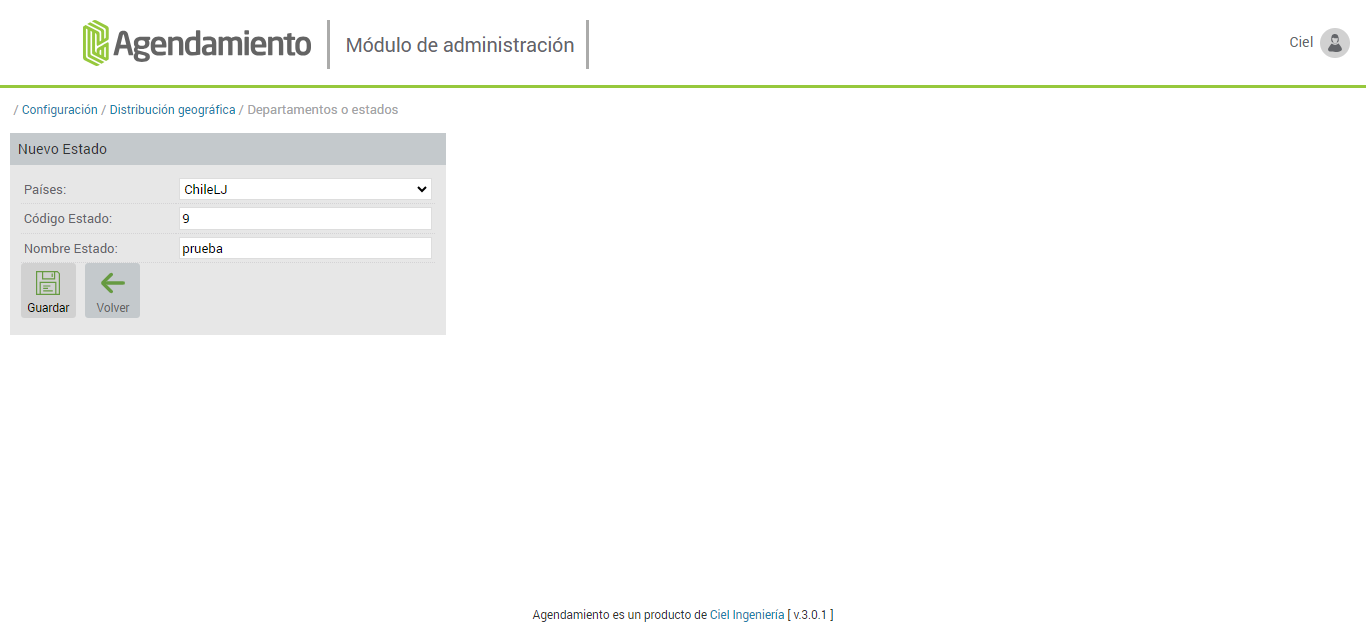 Agendamiento
Módulo de administración
Ciel
/ Configuración / Distribución geográfica / Departamentos o estados
Nuevo Estado
Países: ChileLJ
Código Estado: 9
Nombre Estado: prueba
Guardar Volver
Agendamiento es un producto de Ciel Ingeniería [ v.3.0.1 ]